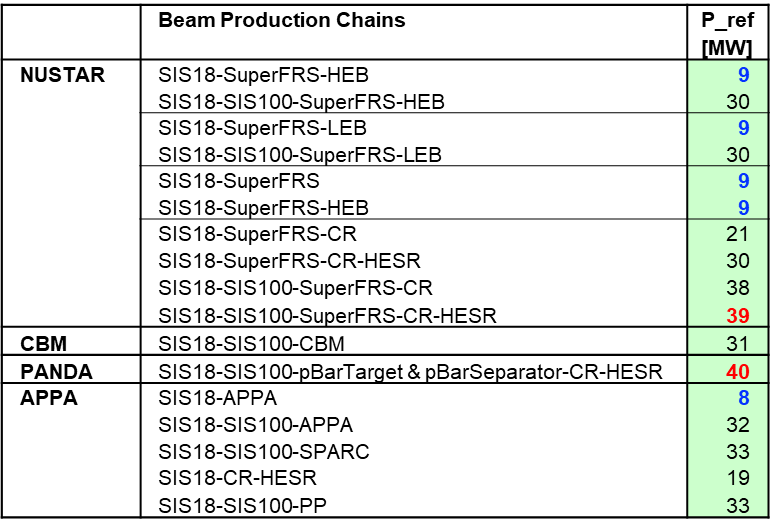 Beam Production Chains P_ref
[MW]
NUSTAR SIS18-SuperFRS-HEB 9
SIS18-SIS100-SuperFRS-HEB 30
SIS18-SuperFRS-LEB 9
SIS18-SIS100-SuperFRS-LEB 30
SIS18-SuperFRS 9
SIS18-SuperFRS-HEB 9
SIS18-SuperFRS-CR 21
SIS18-SuperFRS-CR-HESR 30
SIS18-SIS100-SuperFRS-CR 38
SIS18-SIS100-SuperFRS-CR-HESR 39
CBM SIS18-SIS100-CBM 31
PANDA SIS18-SIS100-pBarTarget & pBarSeparator-CR-HESR 40
APPA SIS18-APPA 8
SIS18-SIS100-APPA 32
SIS18-SIS100-SPARC 33
SIS18-CR-HESR 19
SIS18-SIS100-PP 33